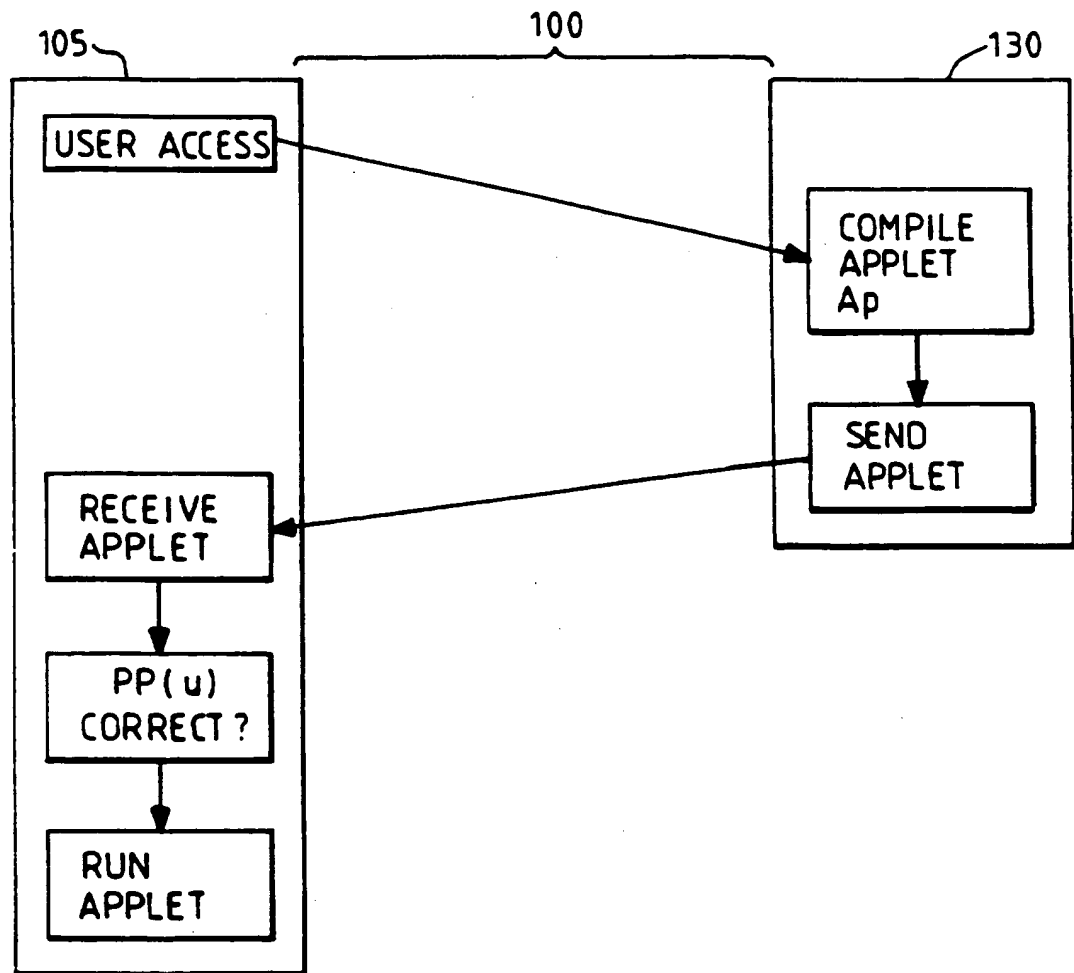 105
100
130
USER ACCESS
COMPILE
APPLET
Ap
SEND
APPLET
RECEIVE
APPLET
PP(u)
CORRECT?
RUN
APPLET